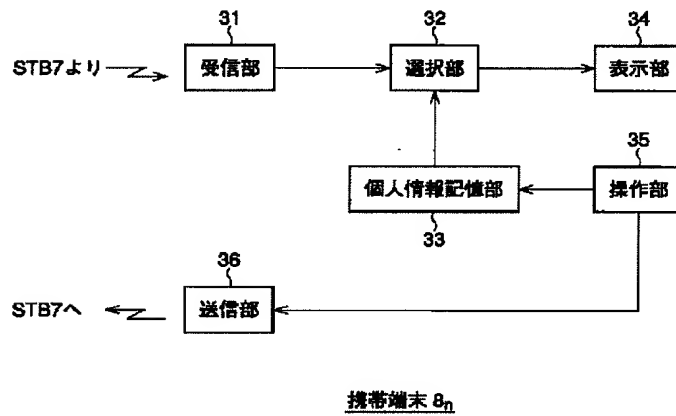 31
32
34
STB7より
受信部
選択部
表示部
35
個人情報記憶部
操作部
33
36
STB7へ
送信部
携帯端末 8n